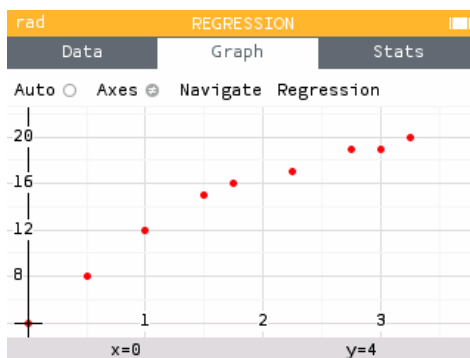 rad REGRESSION
Data Graph Stats
Auto Axes Navigate Regression
20
16
12
8
1 2 3
x=0 y=4